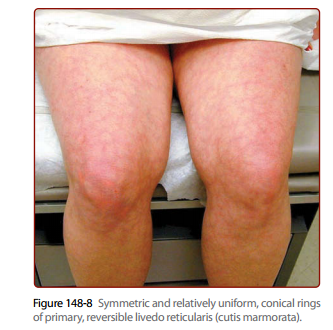 Figure 148-8 Symmetric and relatively uniform, conical rings
of primary, reversible livedo reticularis (cutis marmorata).